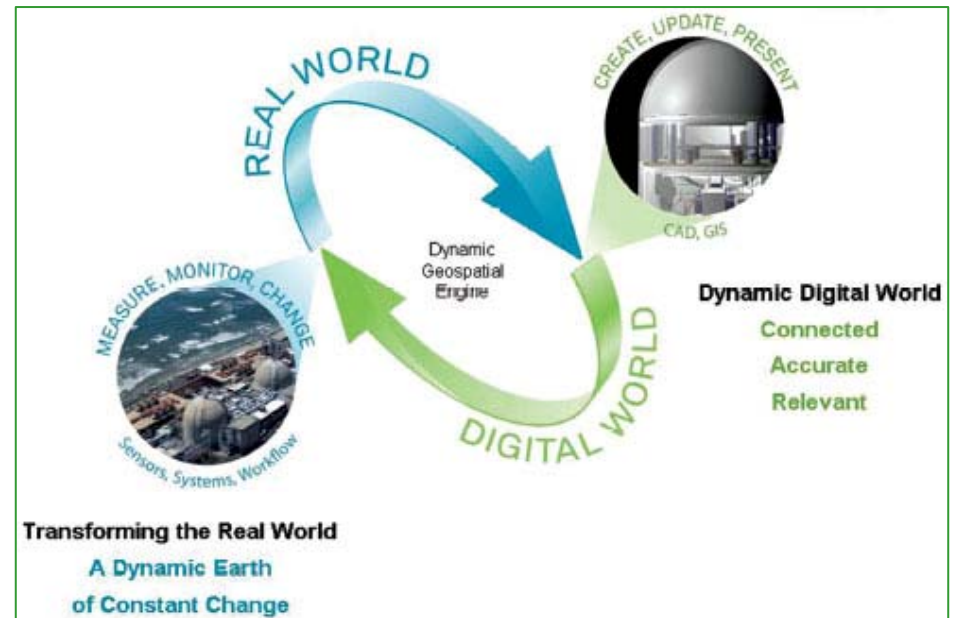 REAL WORLD
CREATE, UPDATE, PRESENT
CAD, GIS
Dynamic
Geospatial
Engine
MEASURE, MONITOR, CHANGE
Sensors, Systems, Workflow
DIGITAL WORLD
Dynamic Digital World
Connected
Accurate
Relevant
Transforming the Real World
A Dynamic Earth
of Constant Change